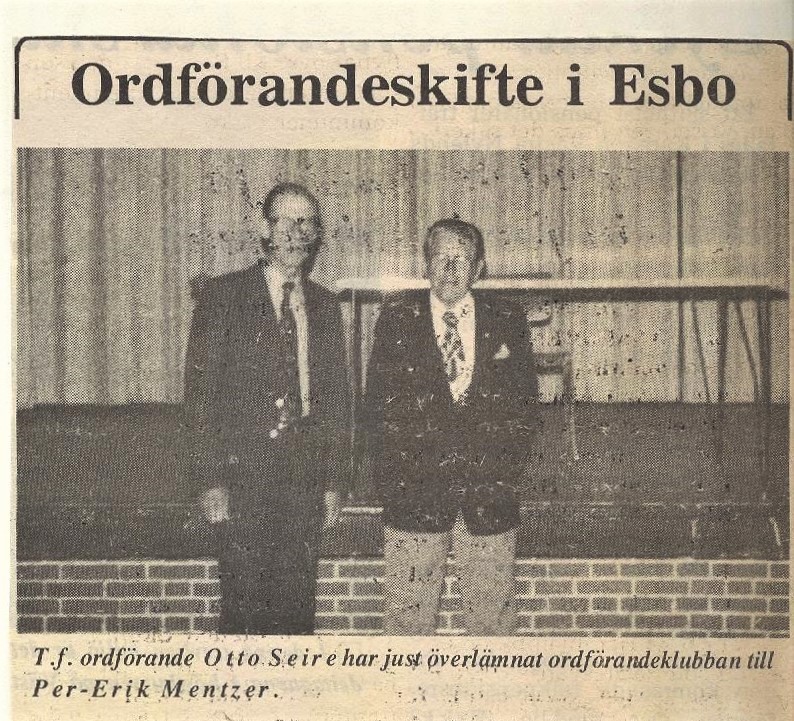 Ordförandeskifte i Esbo
T.f. ordförande Otto Seire har just överlämnat ordförandeklubban till
Per-Erik Mentzer.